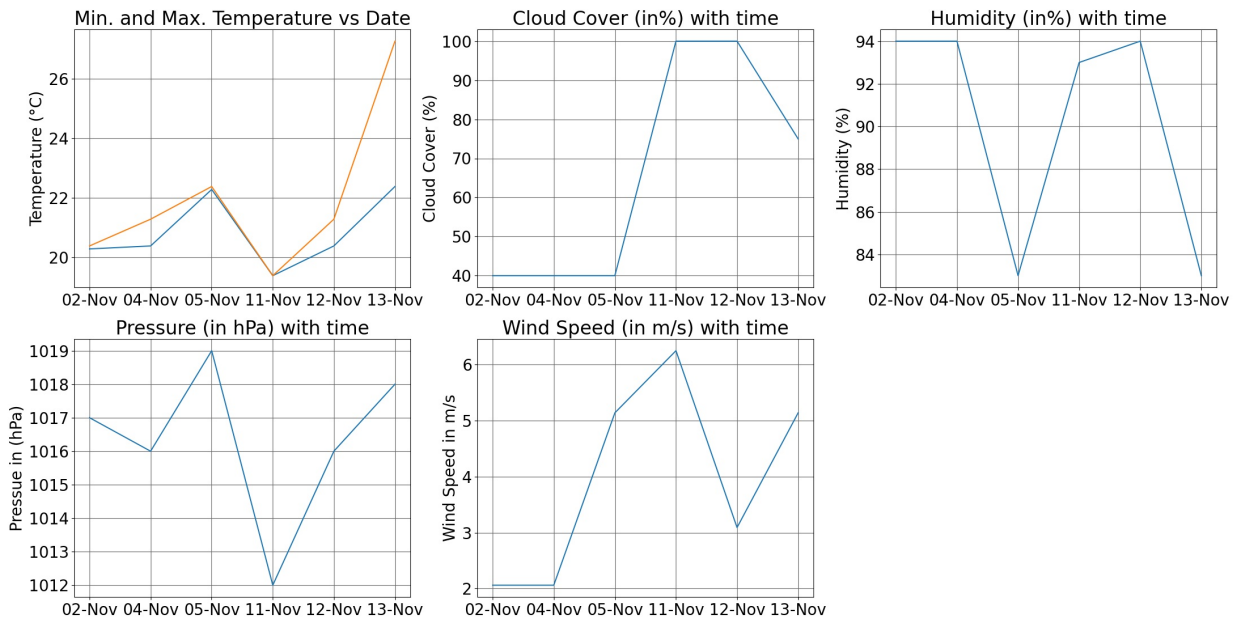 Min. and Max. Temperature vs Date
Temperature (°C)
26
24
22
20
02-Nov 04-Nov 05-Nov 11-Nov 12-Nov 13-Nov
Cloud Cover (in%) with time
Cloud Cover (%)
100
90
80
70
60
50
40
02-Nov 04-Nov 05-Nov 11-Nov 12-Nov 13-Nov
Humidity (in%) with time
Humidity (%)
94
92
90
88
86
84
02-Nov 04-Nov 05-Nov 11-Nov 12-Nov 13-Nov
Pressure (in hPa) with time
Pressue in (hPa)
1019
1018
1017
1016
1015
1014
1013
1012
02-Nov 04-Nov 05-Nov 11-Nov 12-Nov 13-Nov
Wind Speed (in m/s) with time
Wind Speed in m/s
6
5
4
3
2
02-Nov 04-Nov 05-Nov 11-Nov 12-Nov 13-Nov